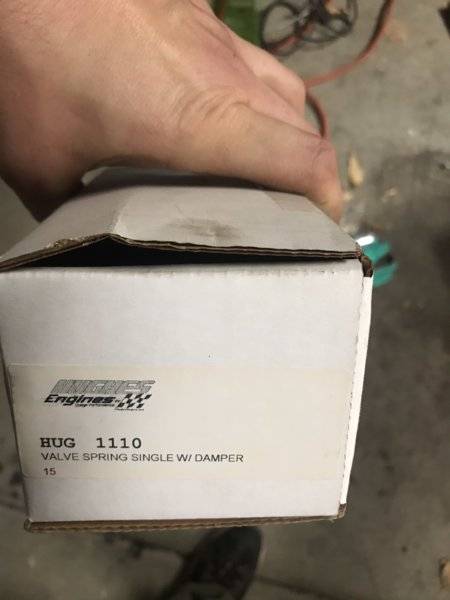 HUGHES
Engines
HUG 1110
VALVE SPRING SINGLE W/ DAMPER
15